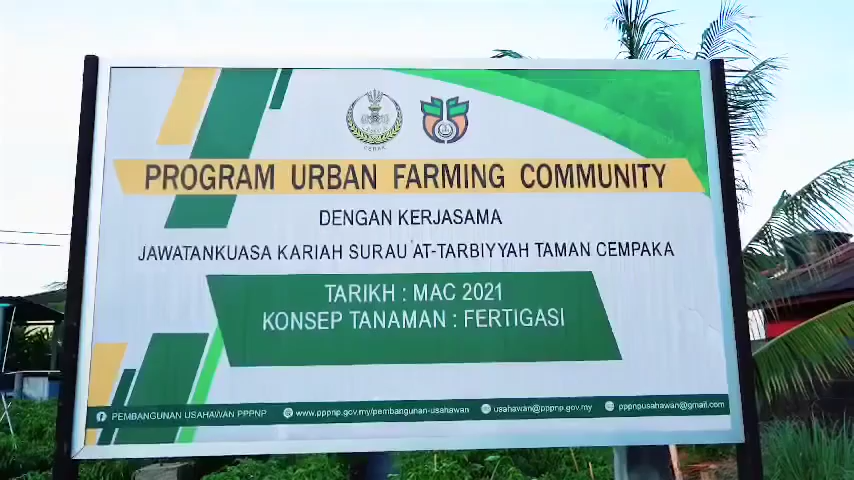 PERAK
PROGRAM URBAN FARMING COMMUNITY
DENGAN KERJASAMA
JAWATANKUASA KARIAH SURAU AT-TARBIYYAH TAMAN CEMPAKA
TARIKH : MAC 2021
KONSEP TANAMAN : FERTIGASI
PEMBANGUNAN USAHAWAN PPPNP www.pppnp.gov.my/pembangunan-usahawan usahawan@pppnp.gov.my pppnpusahawan@gmail.com